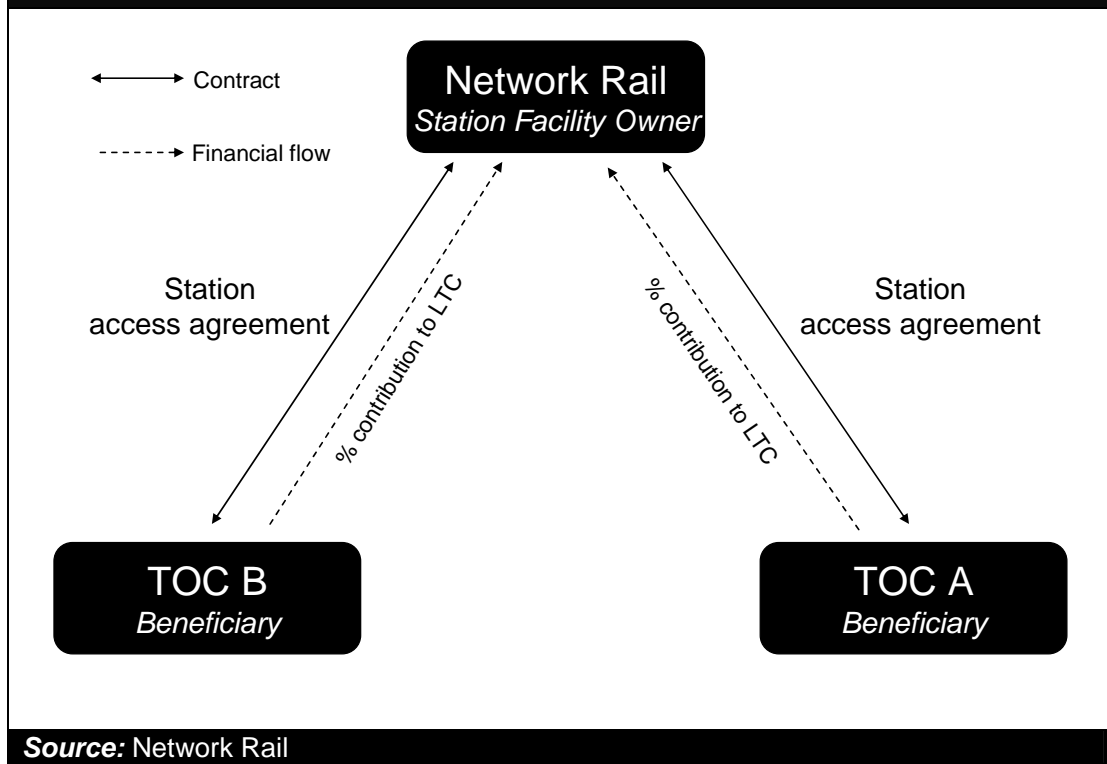 Network Rail
Station Facility Owner
Contract
Financial flow
Station
access agreement
% contribution to LTC
% contribution to LTC
Station
access agreement
TOC B
Beneficiary
TOC A
Beneficiary
Source: Network Rail